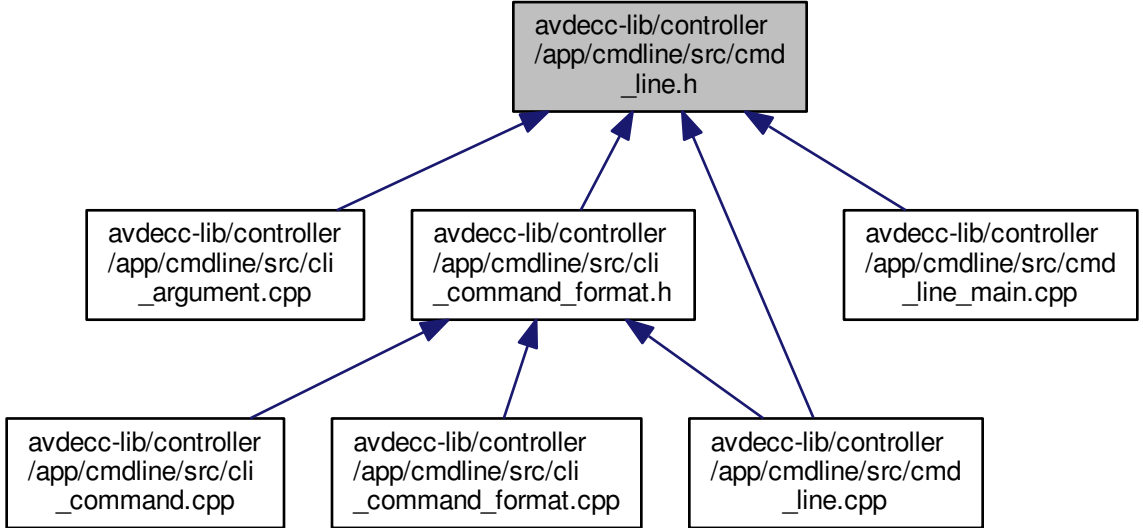 avdecc-lib/controller
/app/cmdline/src/cmd
_line.h
avdecc-lib/controller
/app/cmdline/src/cli
_argument.cpp
avdecc-lib/controller
/app/cmdline/src/cli
_command_format.h
avdecc-lib/controller
/app/cmdline/src/cmd
_line_main.cpp
avdecc-lib/controller
/app/cmdline/src/cli
_command.cpp
avdecc-lib/controller
/app/cmdline/src/cli
_command_format.cpp
avdecc-lib/controller
/app/cmdline/src/cmd
_line.cpp